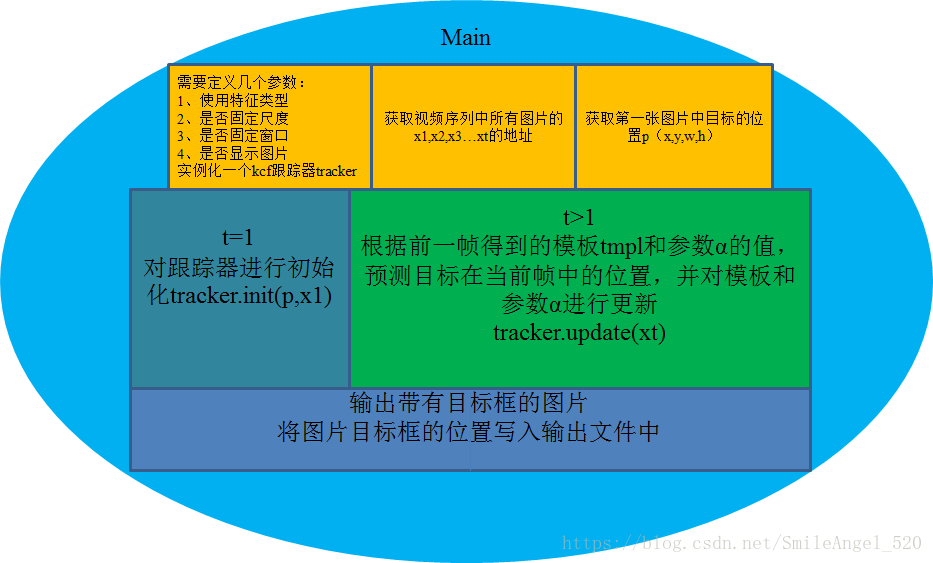 Main
需要定义几个参数：
1、使用特征类型
2、是否固定尺度
3、是否固定窗口
4、是否显示图片
实例化一个kcf跟踪器tracker
获取视频序列中所有图片的
x1,x2,x3…xt的地址
获取第一张图片中目标的位
置p（x,y,w,h）
t=1
对跟踪器进行初始
化tracker.init(p,x1)
t>1
根据前一帧得到的模板tmpl和参数α的值，
预测目标在当前帧中的位置，并对模板和
参数α进行更新
tracker.update(xt)
输出带有目标框的图片
将图片目标框的位置写入输出文件中
https://blog.csdn.net/SmileAngel_520